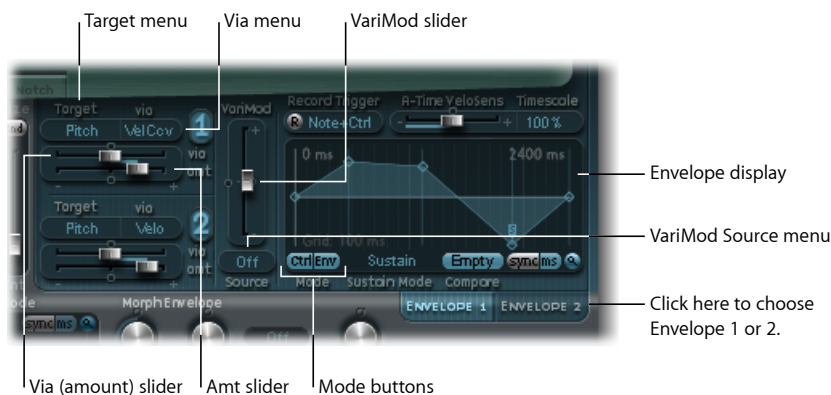 Target menu
Via menu
VariMod slider
Notch
Target via
Pitch VelCov 1
via
amt
- +
Target via
Pitch Velo 2
via
amt
- +
VariMod
+
-
Off
Source
Record Trigger
R Note+Ctrl
A-Time VeloSens
- +
Timescale
100 %
0 ms 2400 ms
S
Grid: 100 ms
Ctrl Env Sustain Empty sync ms
Mode Sustain Mode Compare
ENVELOPE 1 ENVELOPE 2
Morph Envelope
sync ms
Off
Envelope display
VariMod Source menu
Click here to choose
Envelope 1 or 2.
Via (amount) slider
Amt slider
Mode buttons